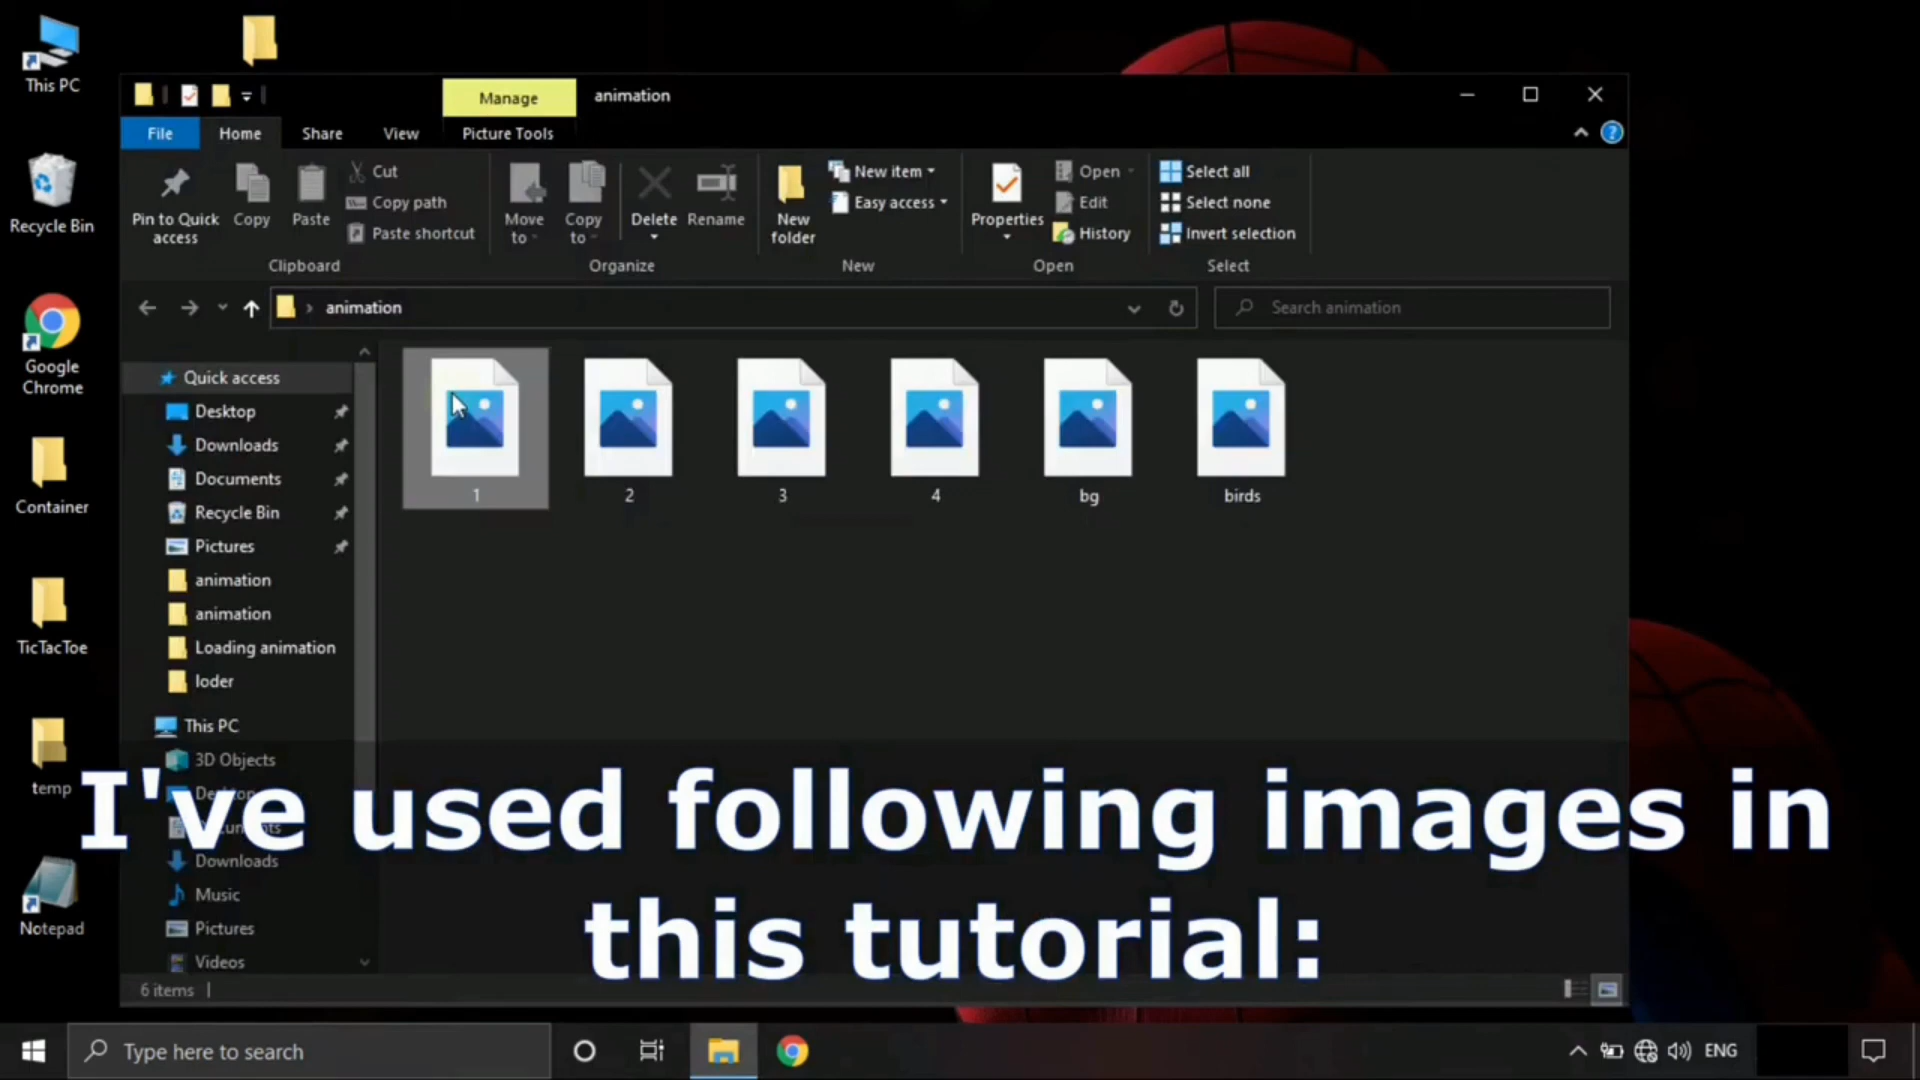 This PC
Recycle Bin
Google
Chrome
Container
TicTacToe
temp
Notepad
Manage
animation
File
Home
Share
View
Picture Tools
Pin to Quick
access
Copy
Paste
Cut
Copy path
Paste shortcut
Clipboard
Move
to
Copy
to
Delete
Rename
Organize
New
folder
New item
Easy access
New
Properties
Open
Edit
History
Open
Select all
Select none
Invert selection
Select
animation
Search animation
Quick access
Desktop
Downloads
Documents
Recycle Bin
Pictures
animation
animation
Loading animation
loder
This PC
3D Objects
Desktop
Documents
Downloads
Music
Pictures
Videos
1
2
3
4
bg
birds
I've used following images in
this tutorial:
6 items
Type here to search
ENG